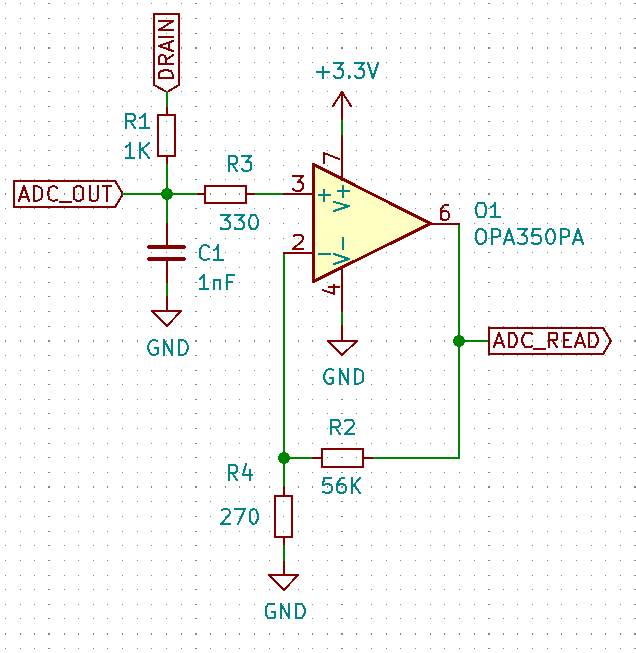 DRAIN
+3.3V
R1
1K
7
R3
3
ADC_OUT
+
V+
330
6
O1
OPA350PA
2
-
V-
C1
1nF
4
GND
ADC_READ
GND
R2
R4
56K
270
GND